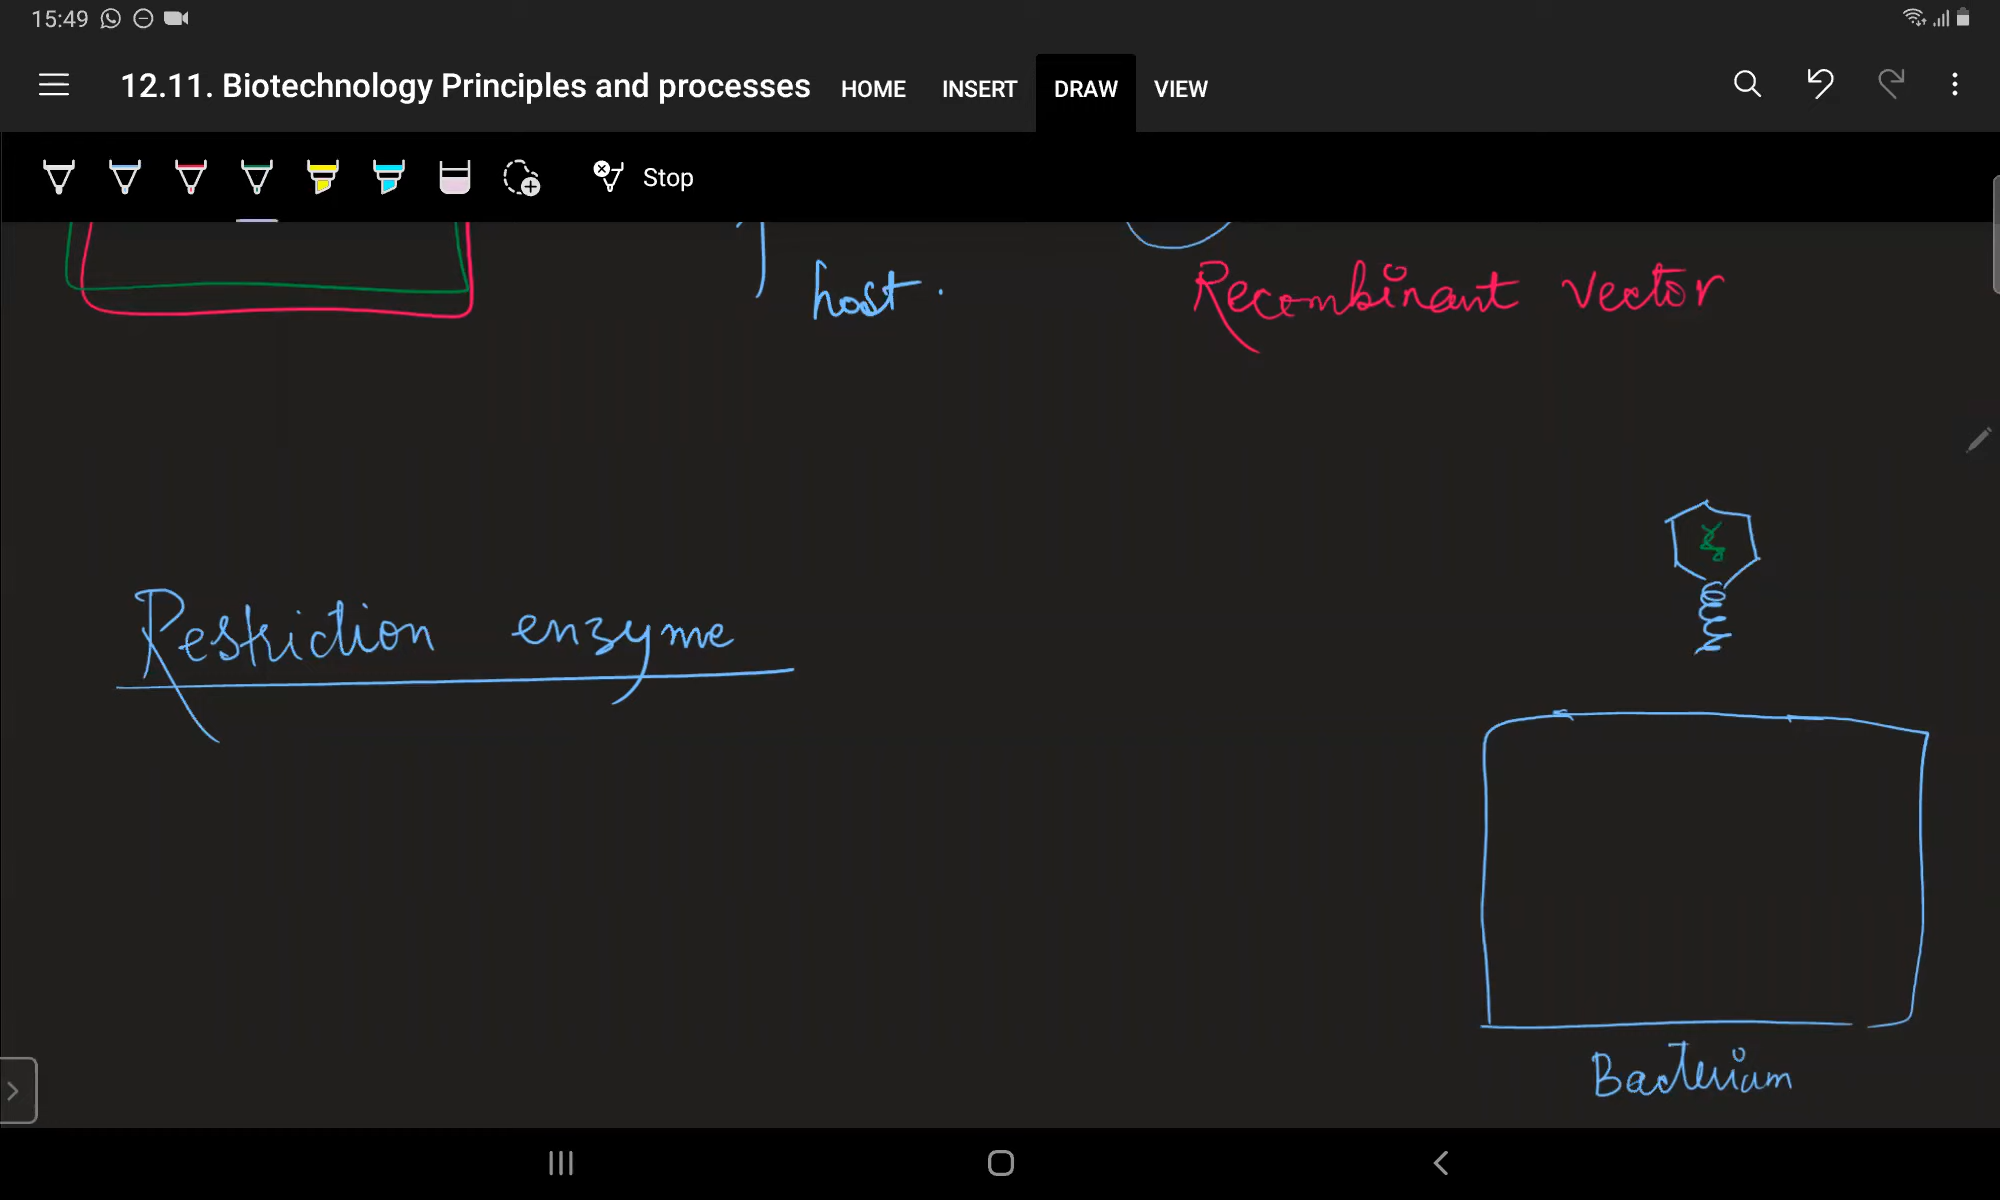 15:49
12.11. Biotechnology Principles and processes HOME INSERT DRAW VIEW
Stop
host.
Recombinant vector
Restriction enzyme
Bacterium